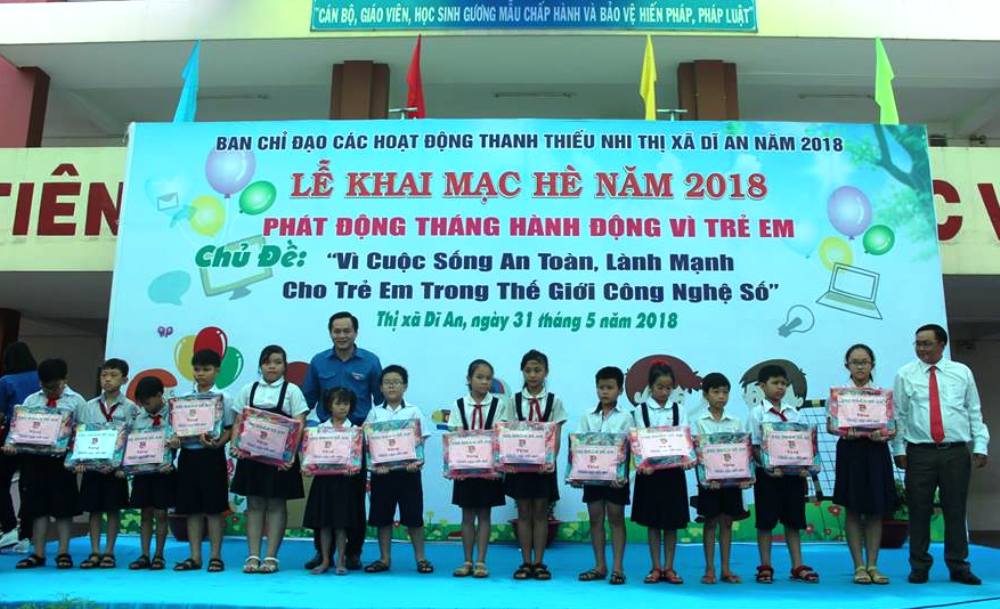 "CÁN BỘ, GIÁO VIÊN, HỌC SINH GƯƠNG MẪU CHẤP HÀNH VÀ BẢO VỆ HIẾN PHÁP, PHÁP LUẬT"
BAN CHỈ ĐẠO CÁC HOẠT ĐỘNG THANH THIẾU NHI THỊ XÃ DĨ AN NĂM 2018
TIÊN
LỄ KHAI MẠC HÈ NĂM 2018
C V
PHÁT ĐỘNG THÁNG HÀNH ĐỘNG VÌ TRẺ EM
Chủ Đề: "Vì Cuộc Sống An Toàn, Lành Mạnh
Cho Trẻ Em Trong Thế Giới Công Nghệ Số"
Thị xã Dĩ An, ngày 31 tháng 5 năm 2018